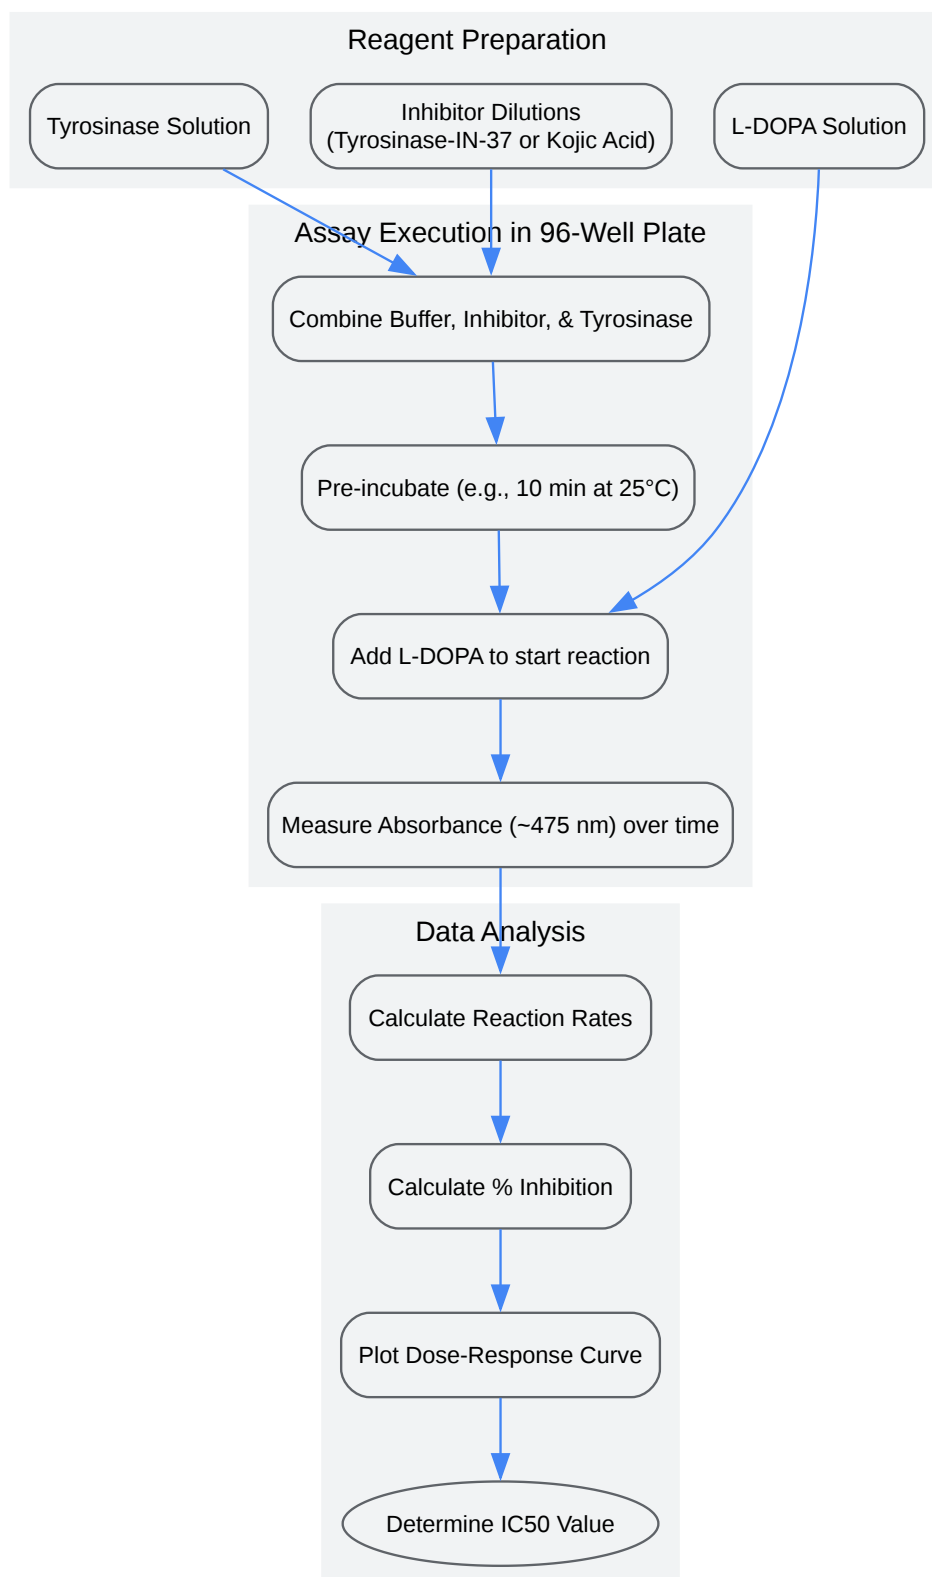 Reagent Preparation
Tyrosinase Solution
Inhibitor Dilutions
(Tyrosinase-IN-37 or Kojic Acid)
L-DOPA Solution
Assay Execution in 96-Well Plate
Combine Buffer, Inhibitor, & Tyrosinase
Pre-incubate (e.g., 10 min at 25°C)
Add L-DOPA to start reaction
Measure Absorbance (~475 nm) over time
Data Analysis
Calculate Reaction Rates
Calculate % Inhibition
Plot Dose-Response Curve
Determine IC50 Value